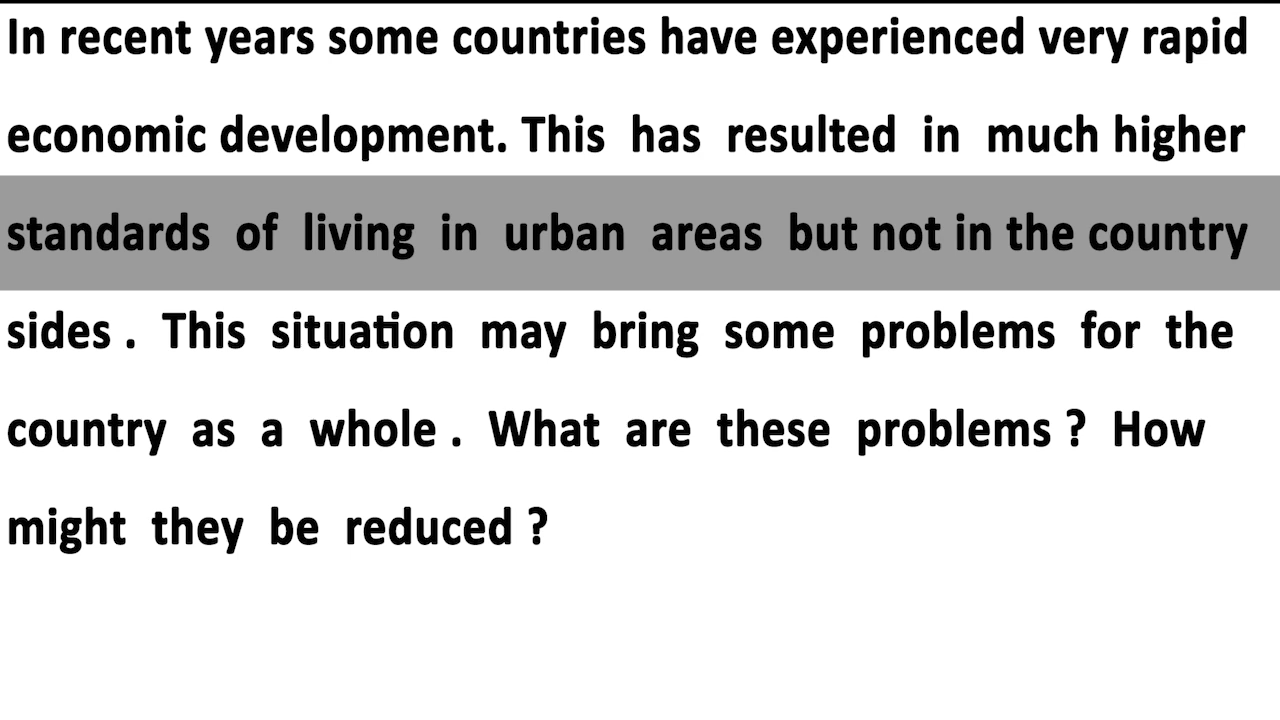 In recent years some countries have experienced very rapid
economic development. This has resulted in much higher
standards of living in urban areas but not in the country
sides . This situation may bring some problems for the
country as a whole . What are these problems ? How
might they be reduced ?